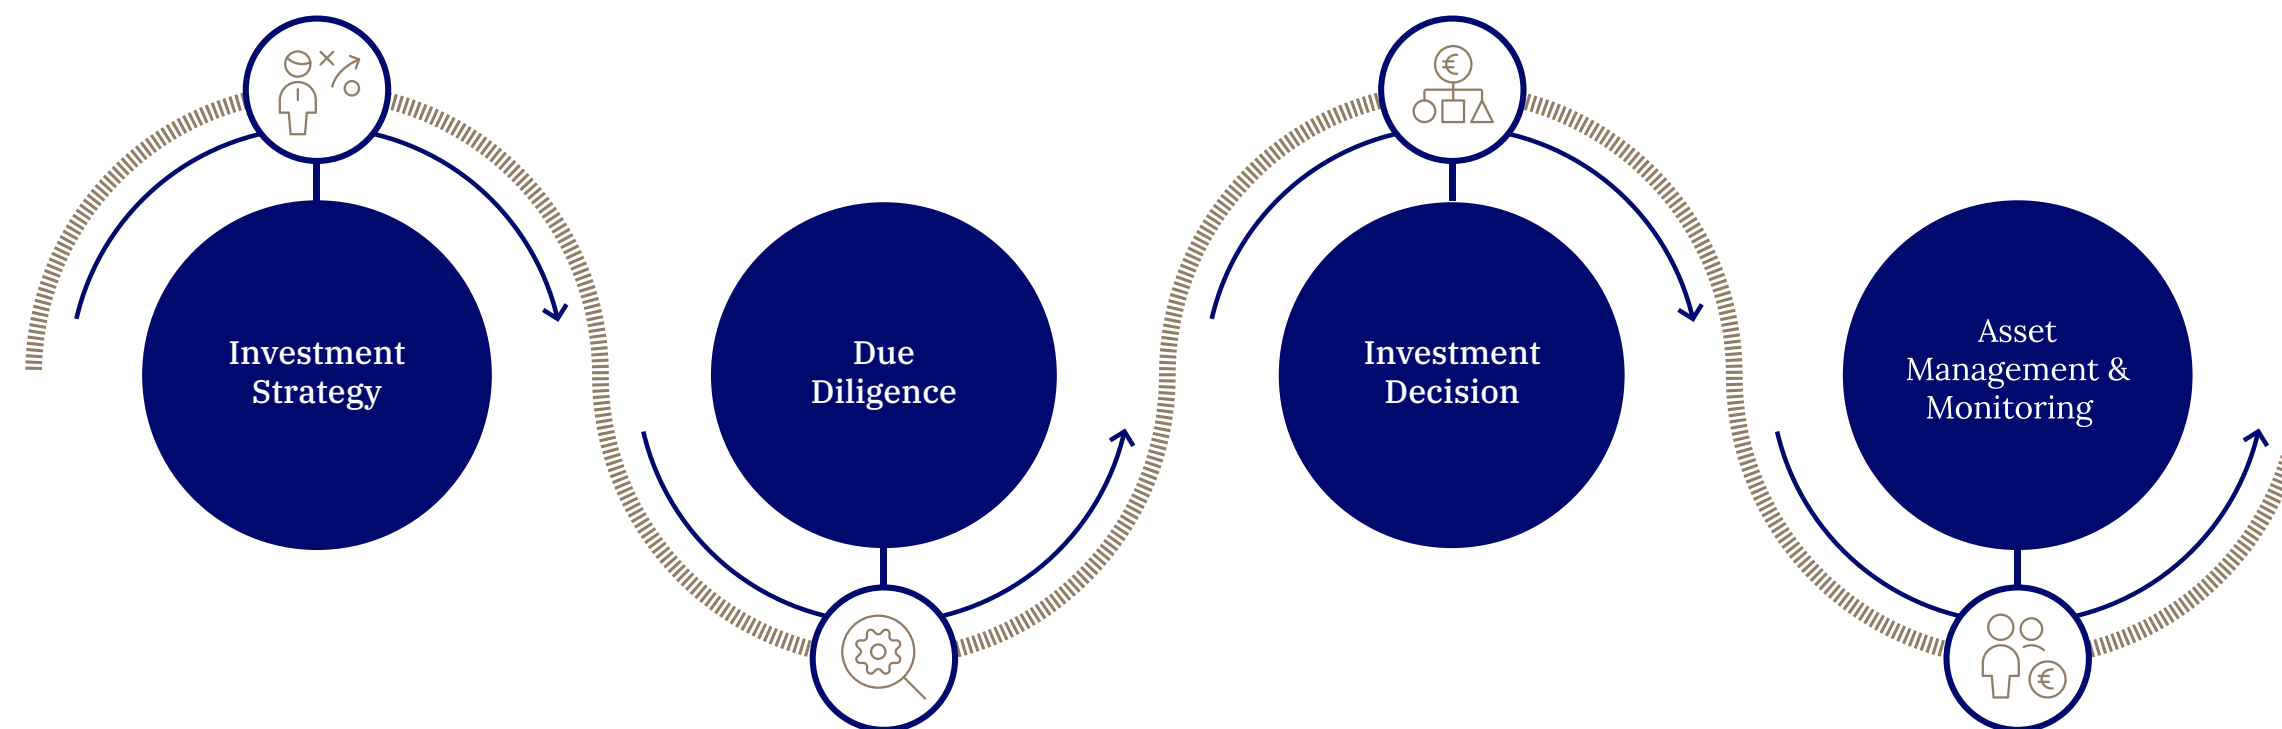 Investment
Strategy
Due
Diligence
Investment
Decision
Asset
Management &
Monitoring
€
€